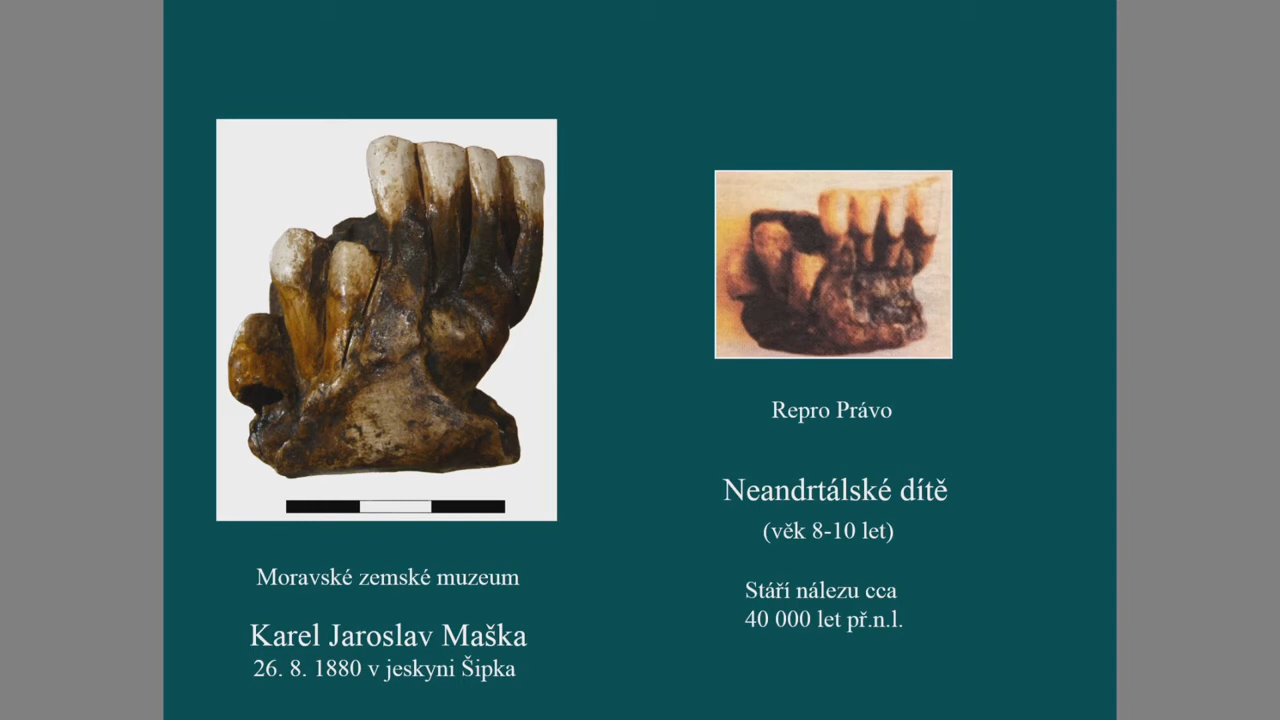 Moravské zemské muzeum
Karel Jaroslav Maška
26. 8. 1880 v jeskyni Šipka
Repro Právo
Neandrtálské dítě
(věk 8-10 let)
Stáří nálezu cca
40 000 let př.n.l.